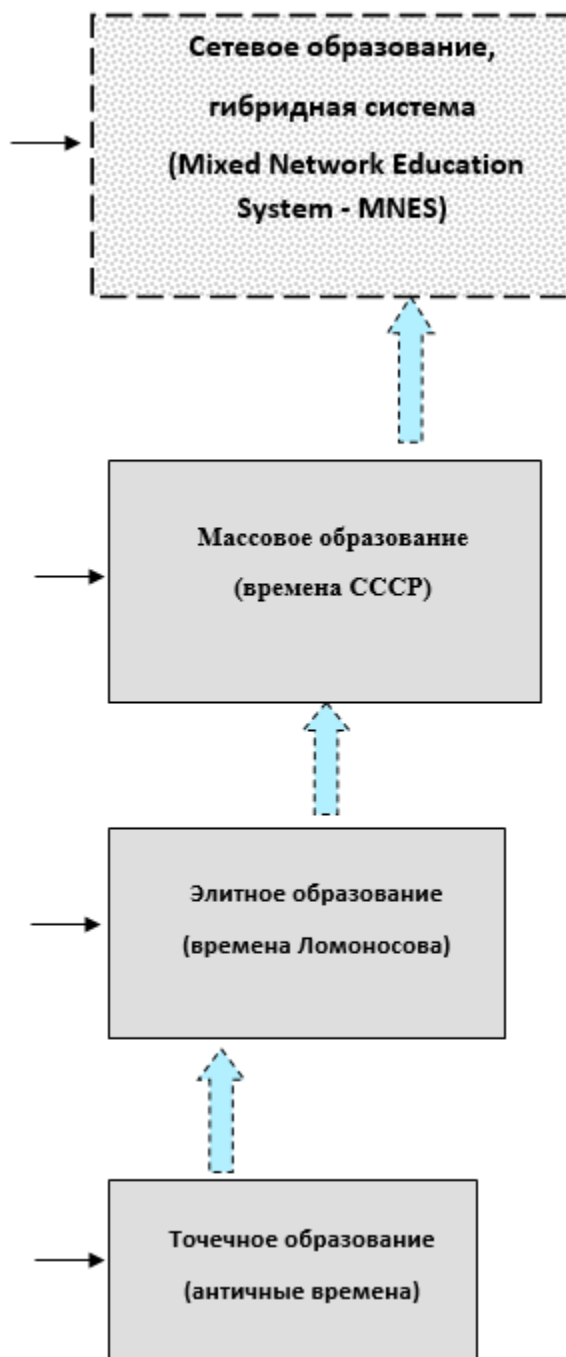 Сетевое образование,
гибридная система
(Mixed Network Education
System - MNES)
Массовое образование
(времена СССР)
Элитное образование
(времена Ломоносова)
Точечное образование
(античные времена)